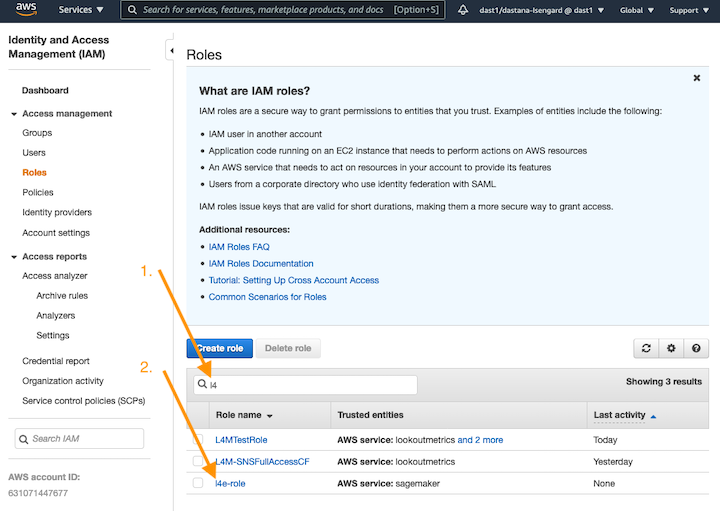 aws
Services
Search for services, features, marketplace products, and docs [Option+S]
dast1/dastana-Isengard @ dast1
Global
Support
Identity and Access
Management (IAM)
Dashboard
Access management
Groups
Users
Roles
Policies
Identity providers
Account settings
Access reports
Access analyzer
Archive rules
Analyzers
Settings
Credential report
Organization activity
Service control policies (SCPs)
Search IAM
AWS account ID:
631071447677
Roles
What are IAM roles?
IAM roles are a secure way to grant permissions to entities that you trust. Examples of entities include the following:
IAM user in another account
Application code running on an EC2 instance that needs to perform actions on AWS resources
An AWS service that needs to act on resources in your account to provide its features
Users from a corporate directory who use identity federation with SAML
IAM roles issue keys that are valid for short durations, making them a more secure way to grant access.
Additional resources:
IAM Roles FAQ
IAM Roles Documentation
Tutorial: Setting Up Cross Account Access
Common Scenarios for Roles
1.
2.
Create role
Delete role
l4
Showing 3 results
Role name
Trusted entities
Last activity
L4MTestRole
AWS service: lookoutmetrics and 2 more
Today
L4M-SNSFullAccessCF
AWS service: lookoutmetrics
Yesterday
l4e-role
AWS service: sagemaker
None